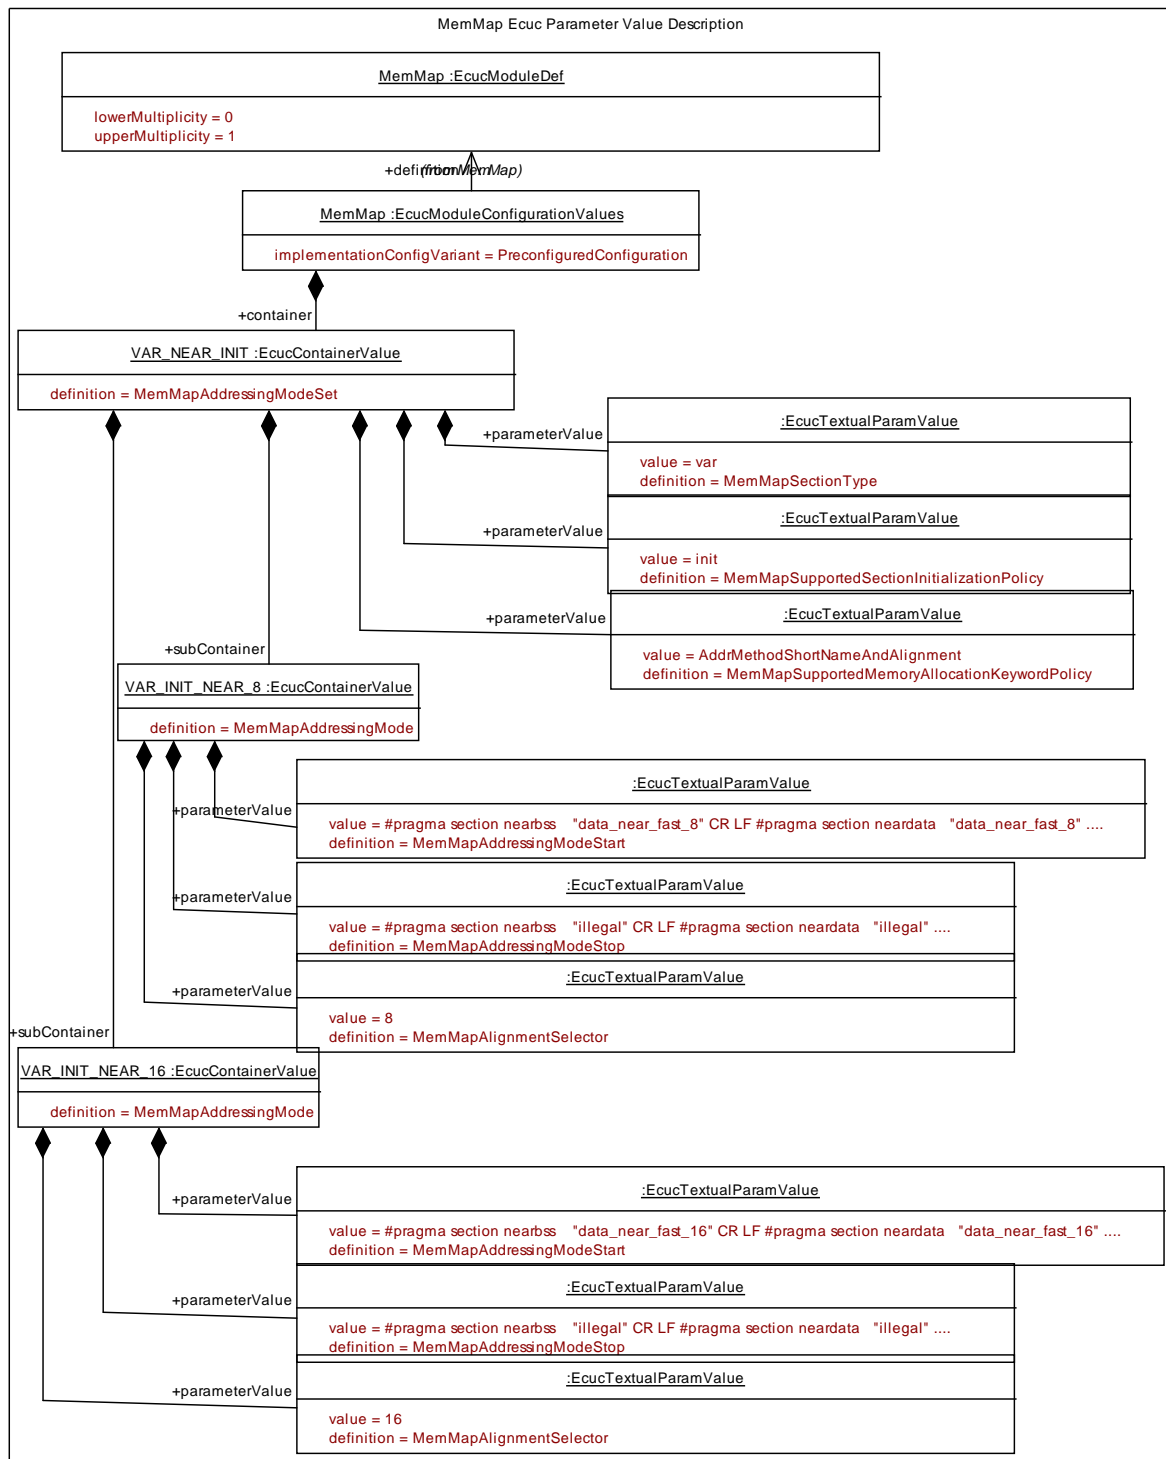 MemMap Ecuc Parameter Value Description
MemMap :EcucModuleDef
lowerMultiplicity = 0
upperMultiplicity = 1
+definition
(from MemMap)
MemMap :EcucModuleConfigurationValues
implementationConfigVariant = PreconfiguredConfiguration
+container
VAR_NEAR_INIT :EcucContainerValue
definition = MemMapAddressingModeSet
+parameterValue
:EcucTextualParamValue
value = var
definition = MemMapSectionType
+parameterValue
:EcucTextualParamValue
value = init
definition = MemMapSupportedSectionInitializationPolicy
+parameterValue
:EcucTextualParamValue
value = AddrMethodShortNameAndAlignment
definition = MemMapSupportedMemoryAllocationKeywordPolicy
+subContainer
VAR_INIT_NEAR_8 :EcucContainerValue
definition = MemMapAddressingMode
+parameterValue
:EcucTextualParamValue
value = #pragma section nearbss   "data_near_fast_8" CR LF #pragma section neardata   "data_near_fast_8" ....
definition = MemMapAddressingModeStart
+parameterValue
:EcucTextualParamValue
value = #pragma section nearbss   "illegal" CR LF #pragma section neardata   "illegal" ....
definition = MemMapAddressingModeStop
+parameterValue
:EcucTextualParamValue
value = 8
definition = MemMapAlignmentSelector
+subContainer
VAR_INIT_NEAR_16 :EcucContainerValue
definition = MemMapAddressingMode
+parameterValue
:EcucTextualParamValue
value = #pragma section nearbss   "data_near_fast_16" CR LF #pragma section neardata   "data_near_fast_16" ....
definition = MemMapAddressingModeStart
+parameterValue
:EcucTextualParamValue
value = #pragma section nearbss   "illegal" CR LF #pragma section neardata   "illegal" ....
definition = MemMapAddressingModeStop
+parameterValue
:EcucTextualParamValue
value = 16
definition = MemMapAlignmentSelector